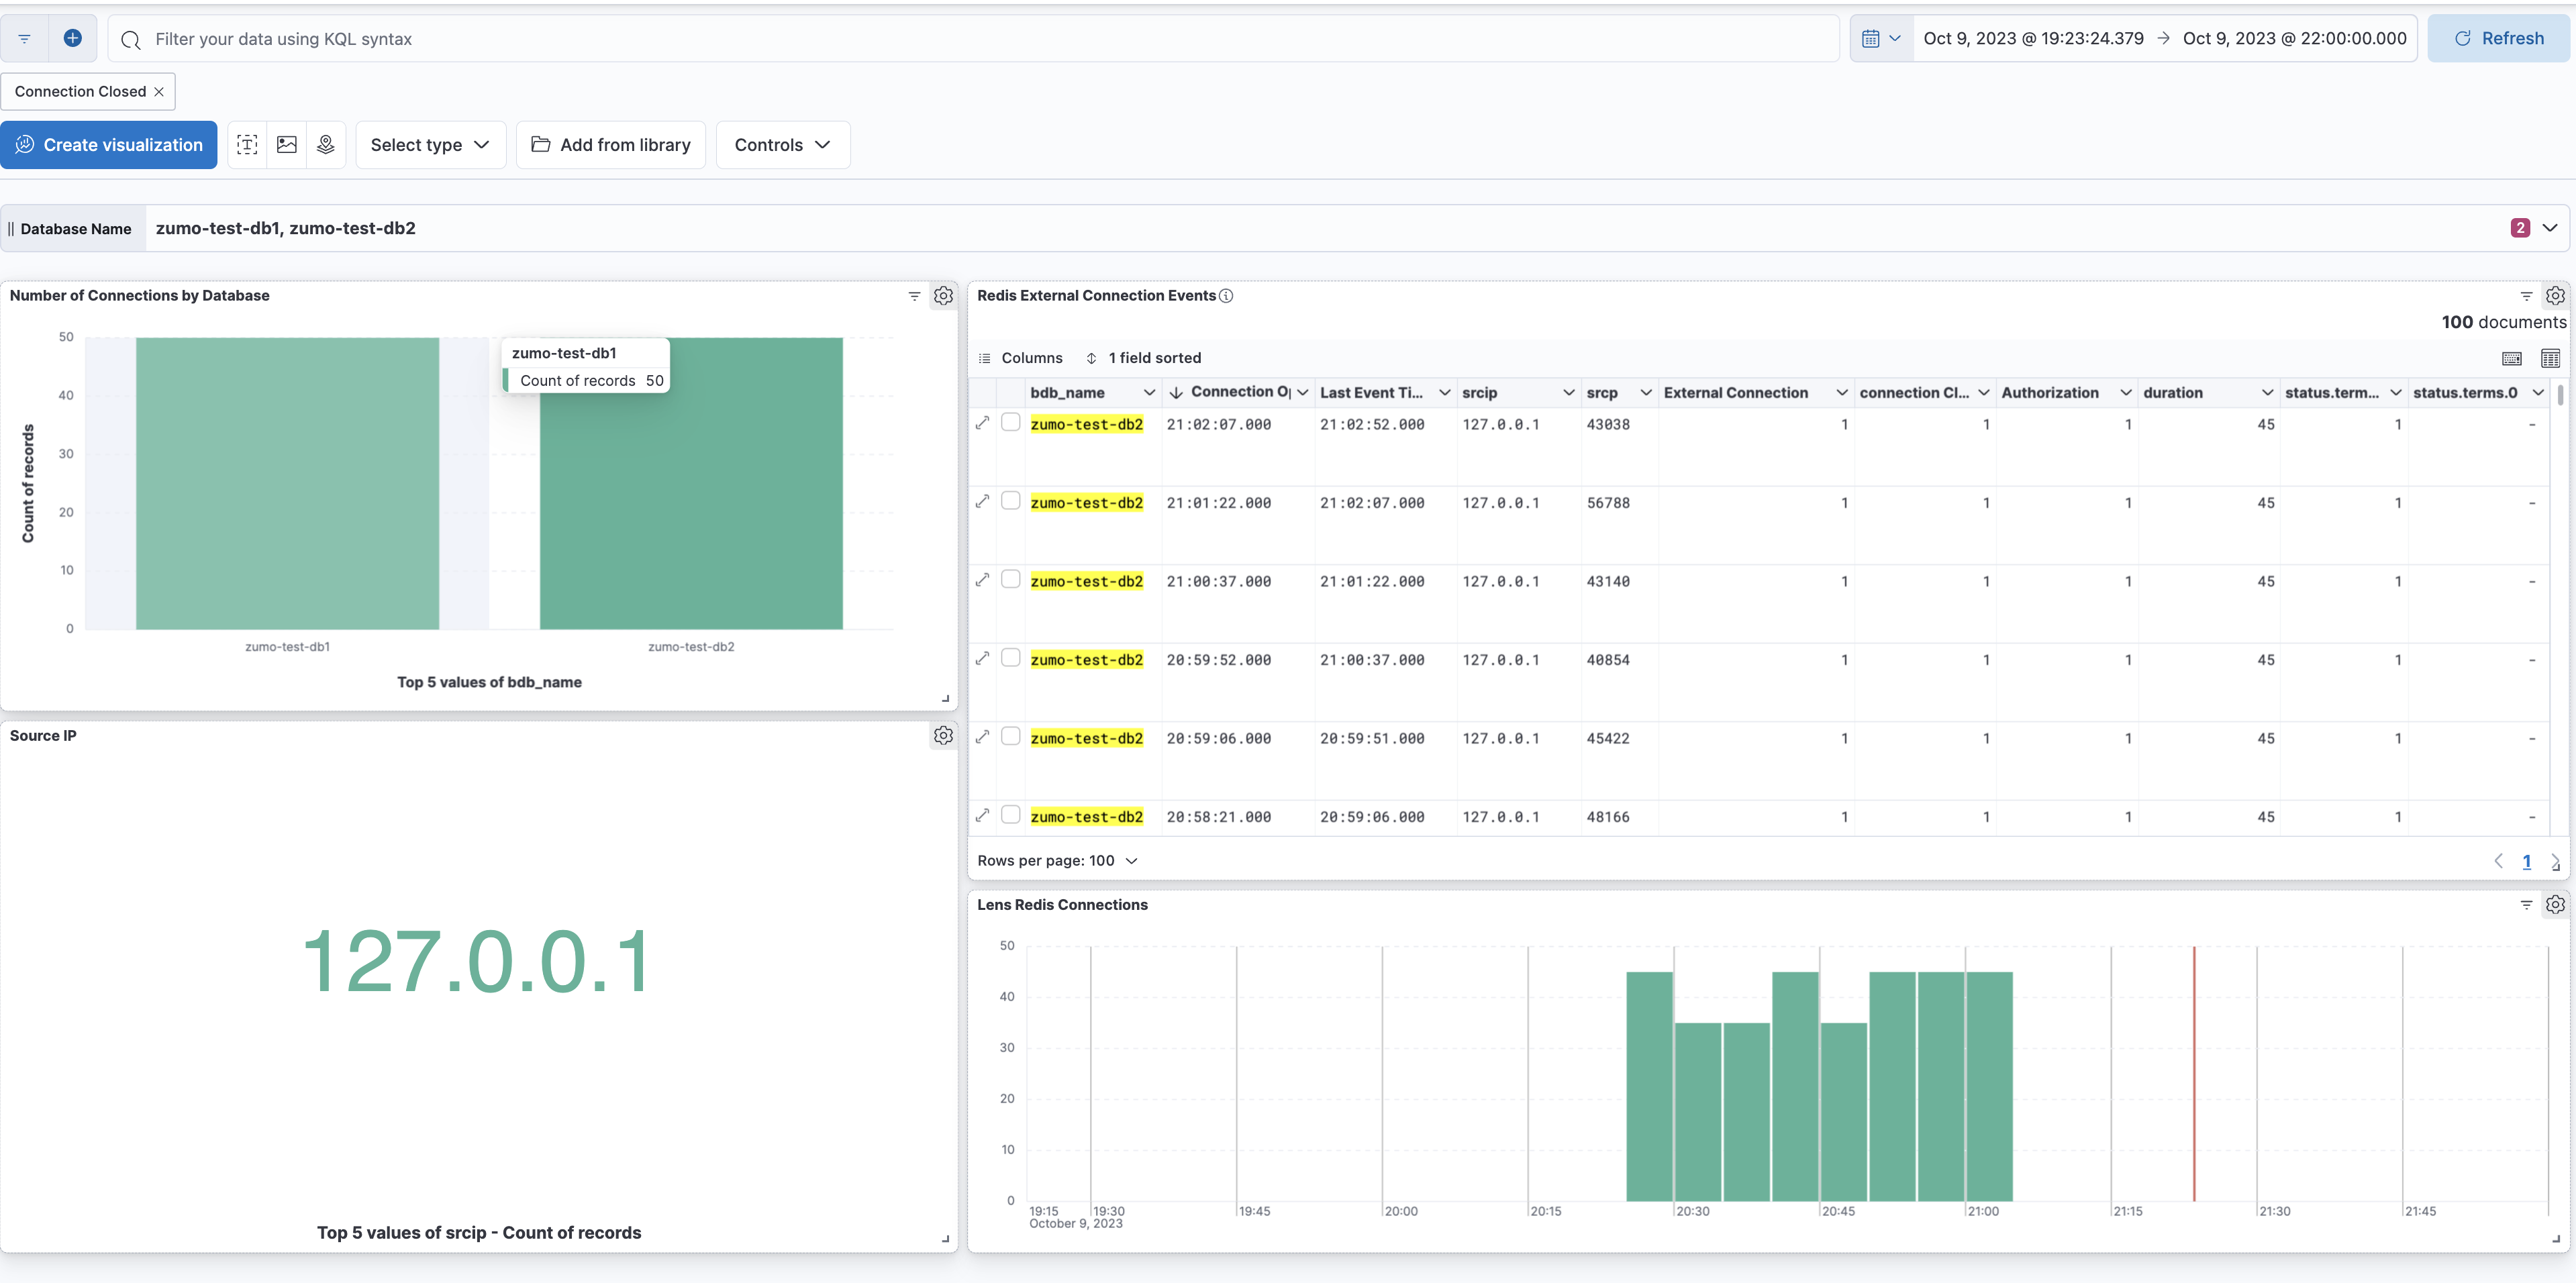 Filter your data using KQL syntax
Oct 9, 2023 @ 19:23:24.379 → Oct 9, 2023 @ 22:00:00.000
Refresh
Connection Closed ×
Create visualization
Select type
Add from library
Controls
Database Name
zumo-test-db1, zumo-test-db2
2
Number of Connections by Database
50
40
30
20
10
0
Count of records
zumo-test-db1
Count of records 50
zumo-test-db1
zumo-test-db2
Top 5 values of bdb_name
Source IP
127.0.0.1
Top 5 values of srcip - Count of records
Redis External Connection Events
100 documents
Columns
1 field sorted
bdb_name Connection O Last Event Ti... srcip srcp External Connection connection Cl... Authorization duration status.term... status.terms.0
zumo-test-db2 21:02:07.000 21:02:52.000 127.0.0.1 43038 1 1 1 45 1 -
zumo-test-db2 21:01:22.000 21:02:07.000 127.0.0.1 56788 1 1 1 45 1 -
zumo-test-db2 21:00:37.000 21:01:22.000 127.0.0.1 43140 1 1 1 45 1 -
zumo-test-db2 20:59:52.000 21:00:37.000 127.0.0.1 40854 1 1 1 45 1 -
zumo-test-db2 20:59:06.000 20:59:51.000 127.0.0.1 45422 1 1 1 45 1 -
zumo-test-db2 20:58:21.000 20:59:06.000 127.0.0.1 48166 1 1 1 45 1 -
Rows per page: 100
1
Lens Redis Connections
50
40
30
20
10
0
19:15 19:30 19:45 20:00 20:15 20:30 20:45 21:00 21:15 21:30 21:45
October 9, 2023